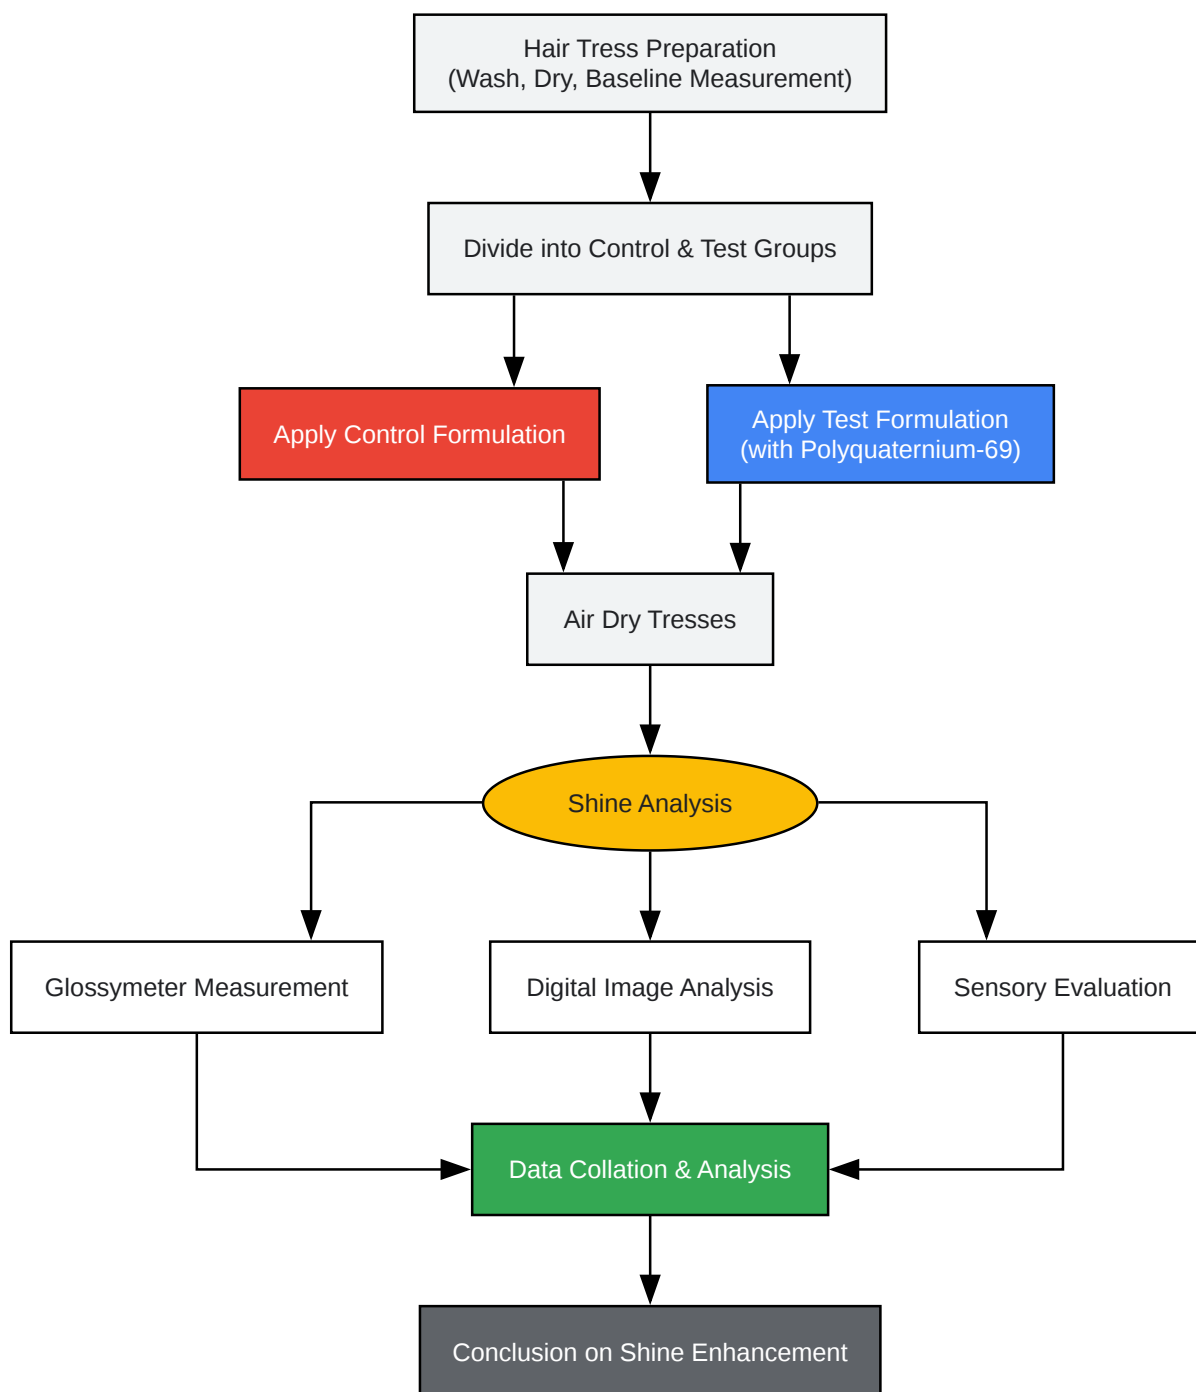 Hair Tress Preparation
(Wash, Dry, Baseline Measurement)
Divide into Control & Test Groups
Apply Control Formulation
Apply Test Formulation
(with Polyquaternium-69)
Air Dry Tresses
Shine Analysis
Glossymeter Measurement
Digital Image Analysis
Sensory Evaluation
Data Collation & Analysis
Conclusion on Shine Enhancement